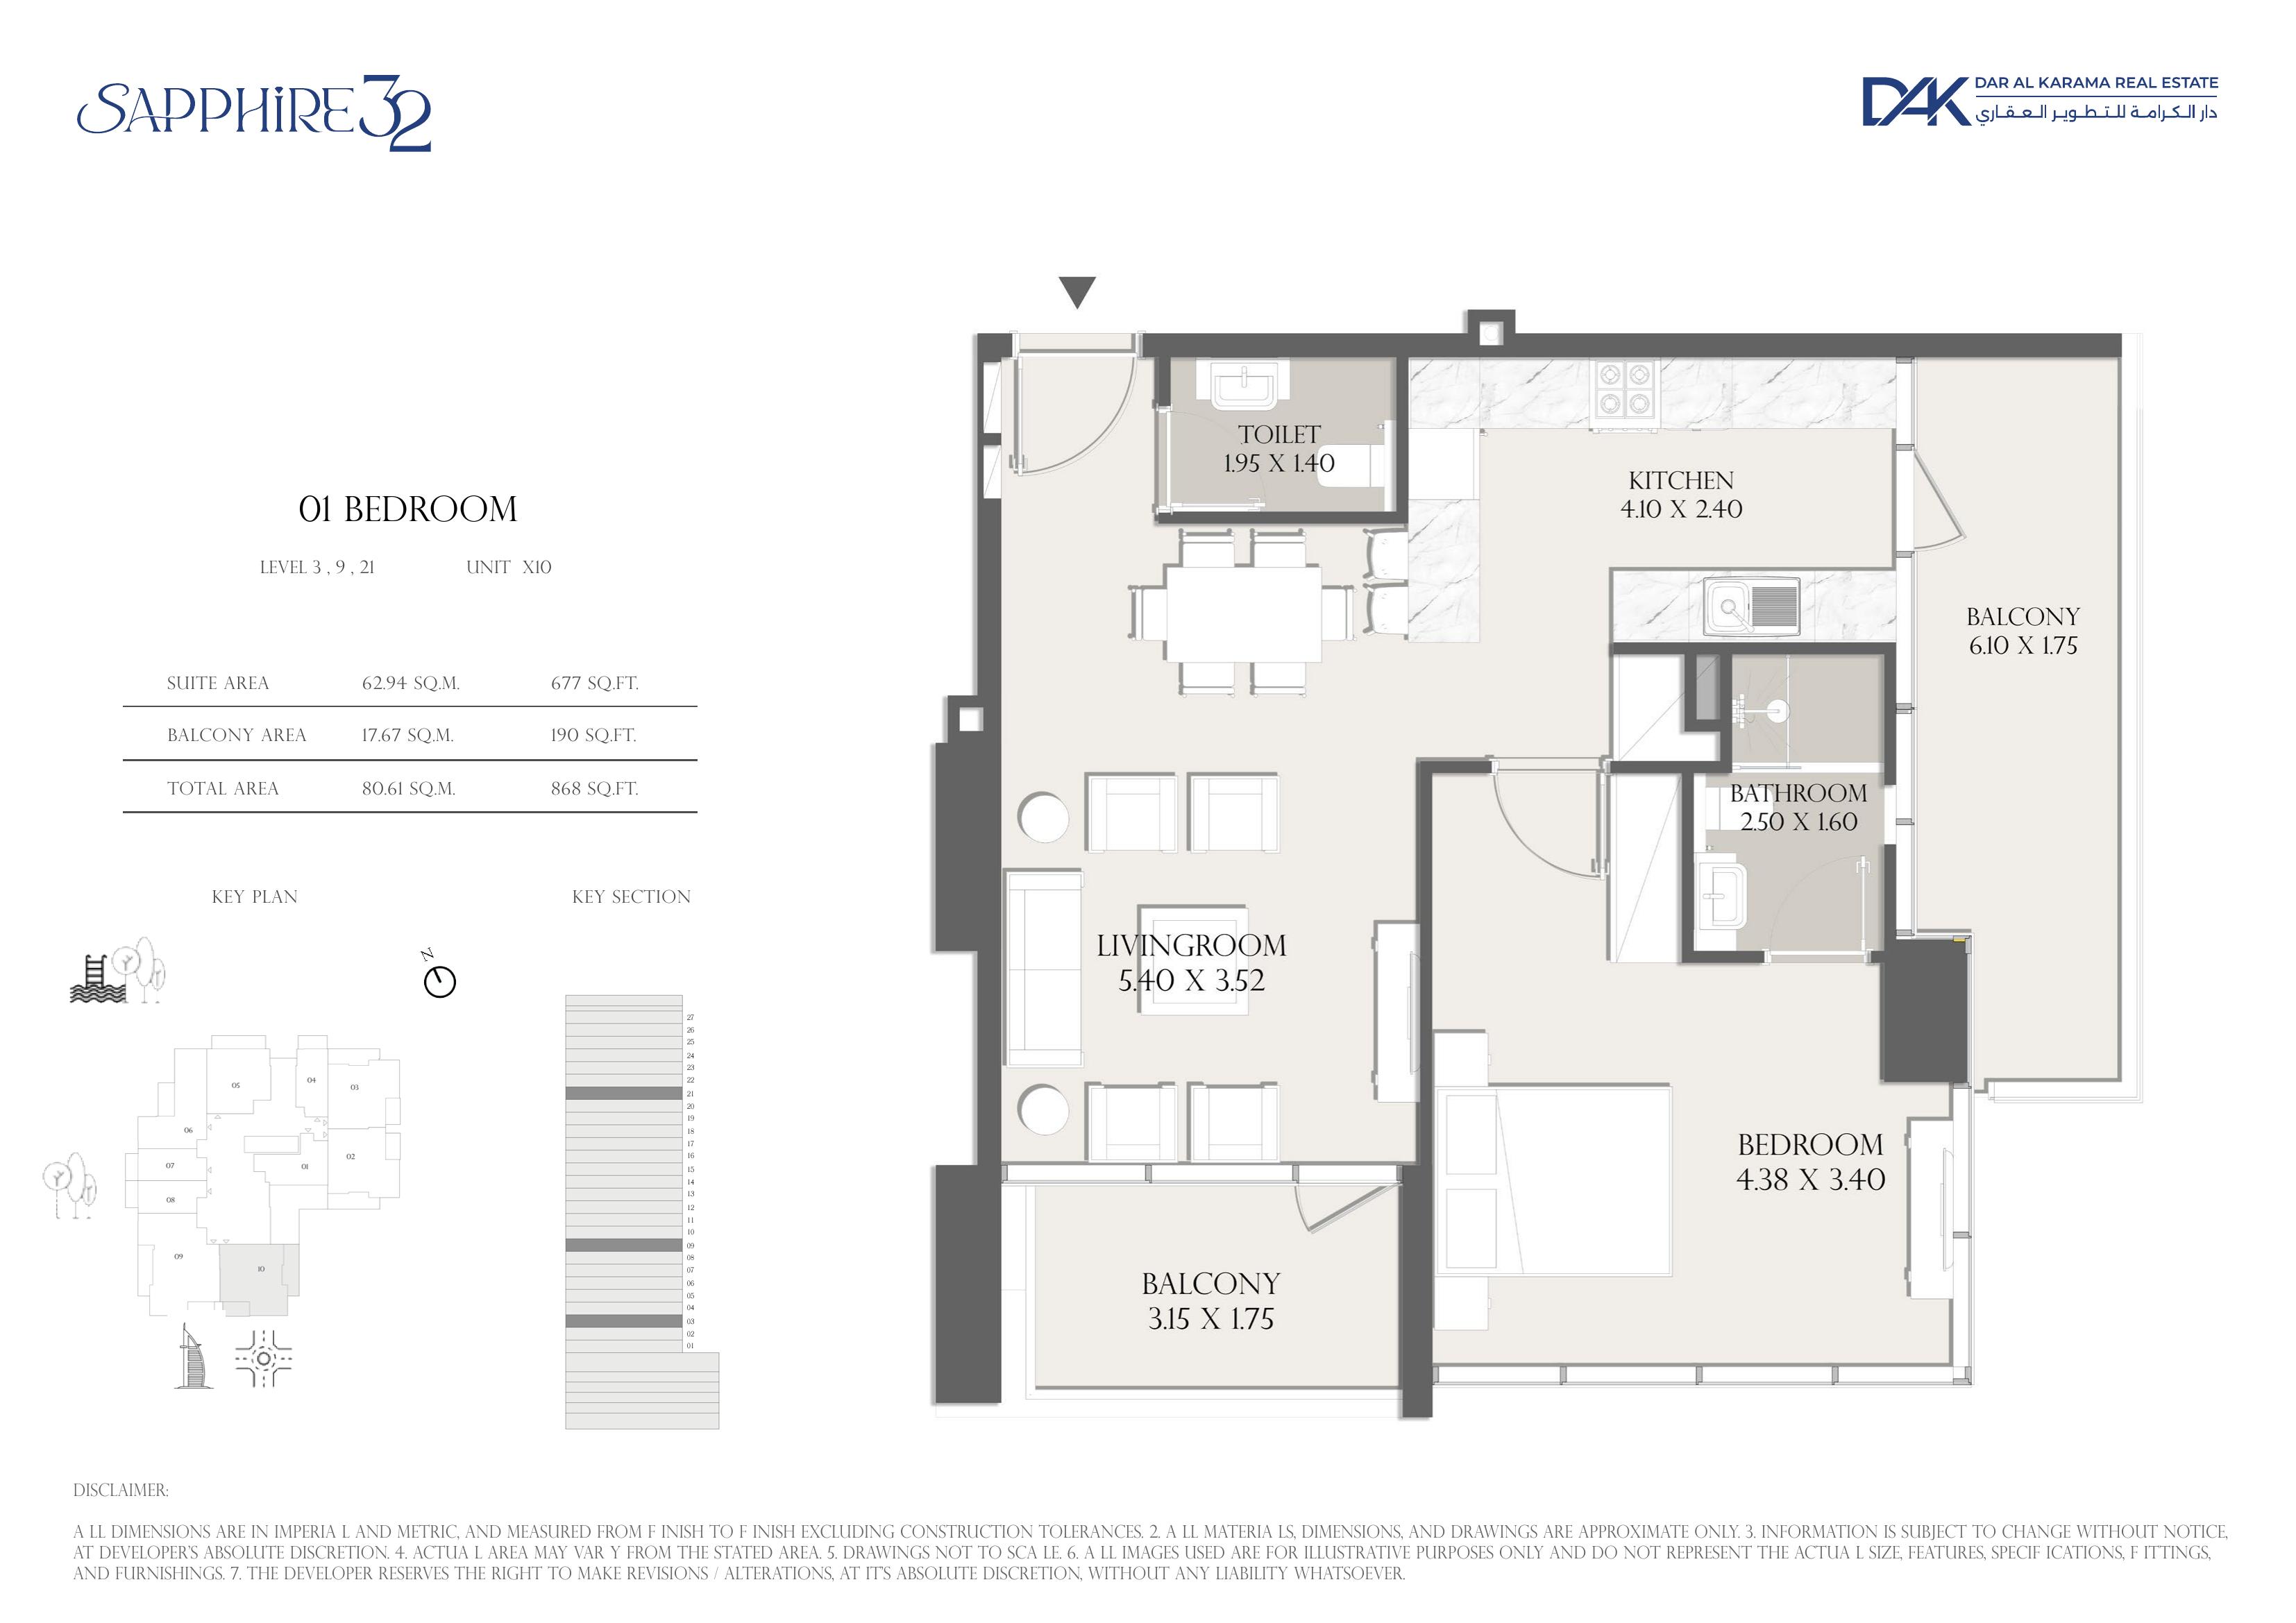 SAPPHIRE 32
DAK DAR AL KARAMA REAL ESTATE
دار الكرامة للتطوير العقاري
01 BEDROOM
LEVEL 3 , 9 , 21 UNIT X10
SUITE AREA 62.94 SQ.M. 677 SQ.FT.
BALCONY AREA 17.67 SQ.M. 190 SQ.FT.
TOTAL AREA 80.61 SQ.M. 868 SQ.FT.
KEY PLAN
KEY SECTION
N
05
04
03
06
07
01
02
08
09
10
27
26
25
24
23
22
21
20
19
18
17
16
15
14
13
12
11
10
09
08
07
06
05
04
03
02
01
TOILET
1.95 X 1.40
KITCHEN
4.10 X 2.40
BALCONY
6.10 X 1.75
BATHROOM
2.50 X 1.60
LIVINGROOM
5.40 X 3.52
BEDROOM
4.38 X 3.40
BALCONY
3.15 X 1.75
DISCLAIMER:
A LL DIMENSIONS ARE IN IMPERIA L AND METRIC, AND MEASURED FROM F INISH TO F INISH EXCLUDING CONSTRUCTION TOLERANCES. 2. A LL MATERIA LS, DIMENSIONS, AND DRAWINGS ARE APPROXIMATE ONLY. 3. INFORMATION IS SUBJECT TO CHANGE WITHOUT NOTICE,
AT DEVELOPER'S ABSOLUTE DISCRETION. 4. ACTUA L AREA MAY VAR Y FROM THE STATED AREA. 5. DRAWINGS NOT TO SCA LE. 6. A LL IMAGES USED ARE FOR ILLUSTRATIVE PURPOSES ONLY AND DO NOT REPRESENT THE ACTUA L SIZE, FEATURES, SPECIF ICATIONS, F ITTINGS,
AND FURNISHINGS. 7. THE DEVELOPER RESERVES THE RIGHT TO MAKE REVISIONS / ALTERATIONS, AT IT'S ABSOLUTE DISCRETION, WITHOUT ANY LIABILITY WHATSOEVER.